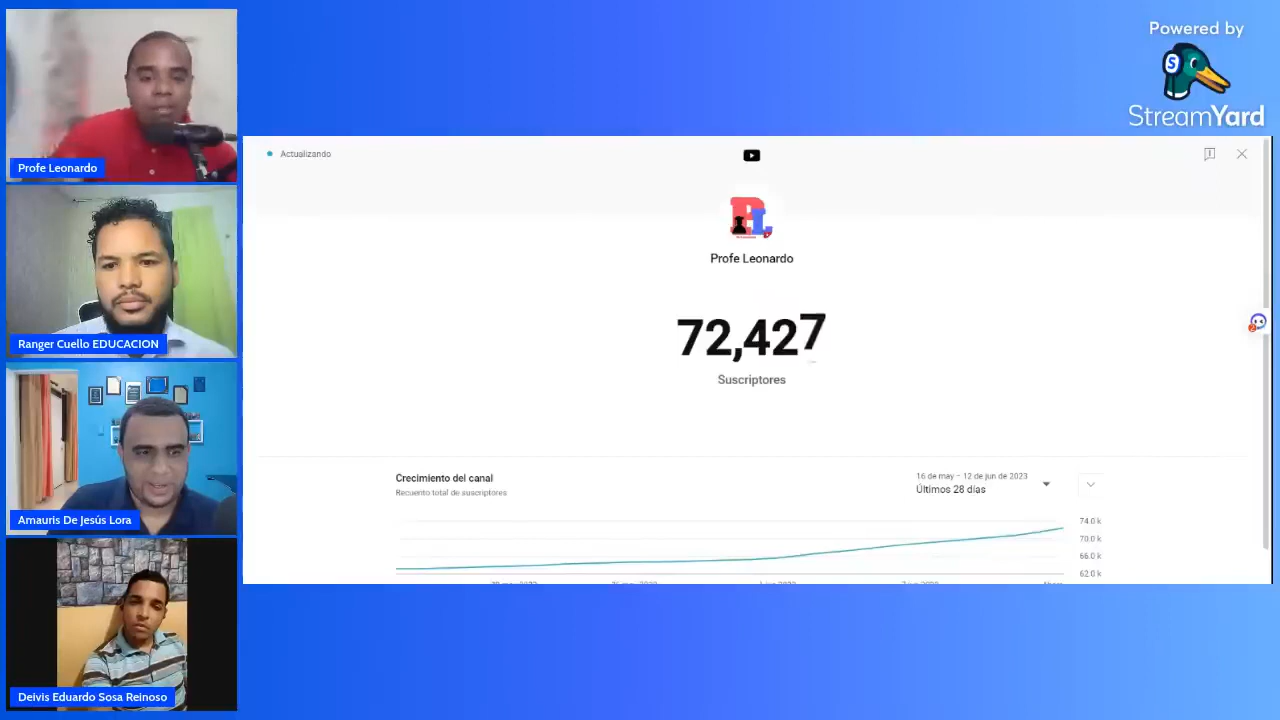 Powered by
StreamYard
Profe Leonardo
Ranger Cuello EDUCACION
Amauris De Jesús Lora
Deivis Eduardo Sosa Reinoso
Actualizando
Profe Leonardo
72,427
Suscriptores
Crecimiento del canal
Recuento total de suscriptores
16 de may – 12 de jun de 2023
Últimos 28 días
74.0 k
70.0 k
66.0 k
62.0 k